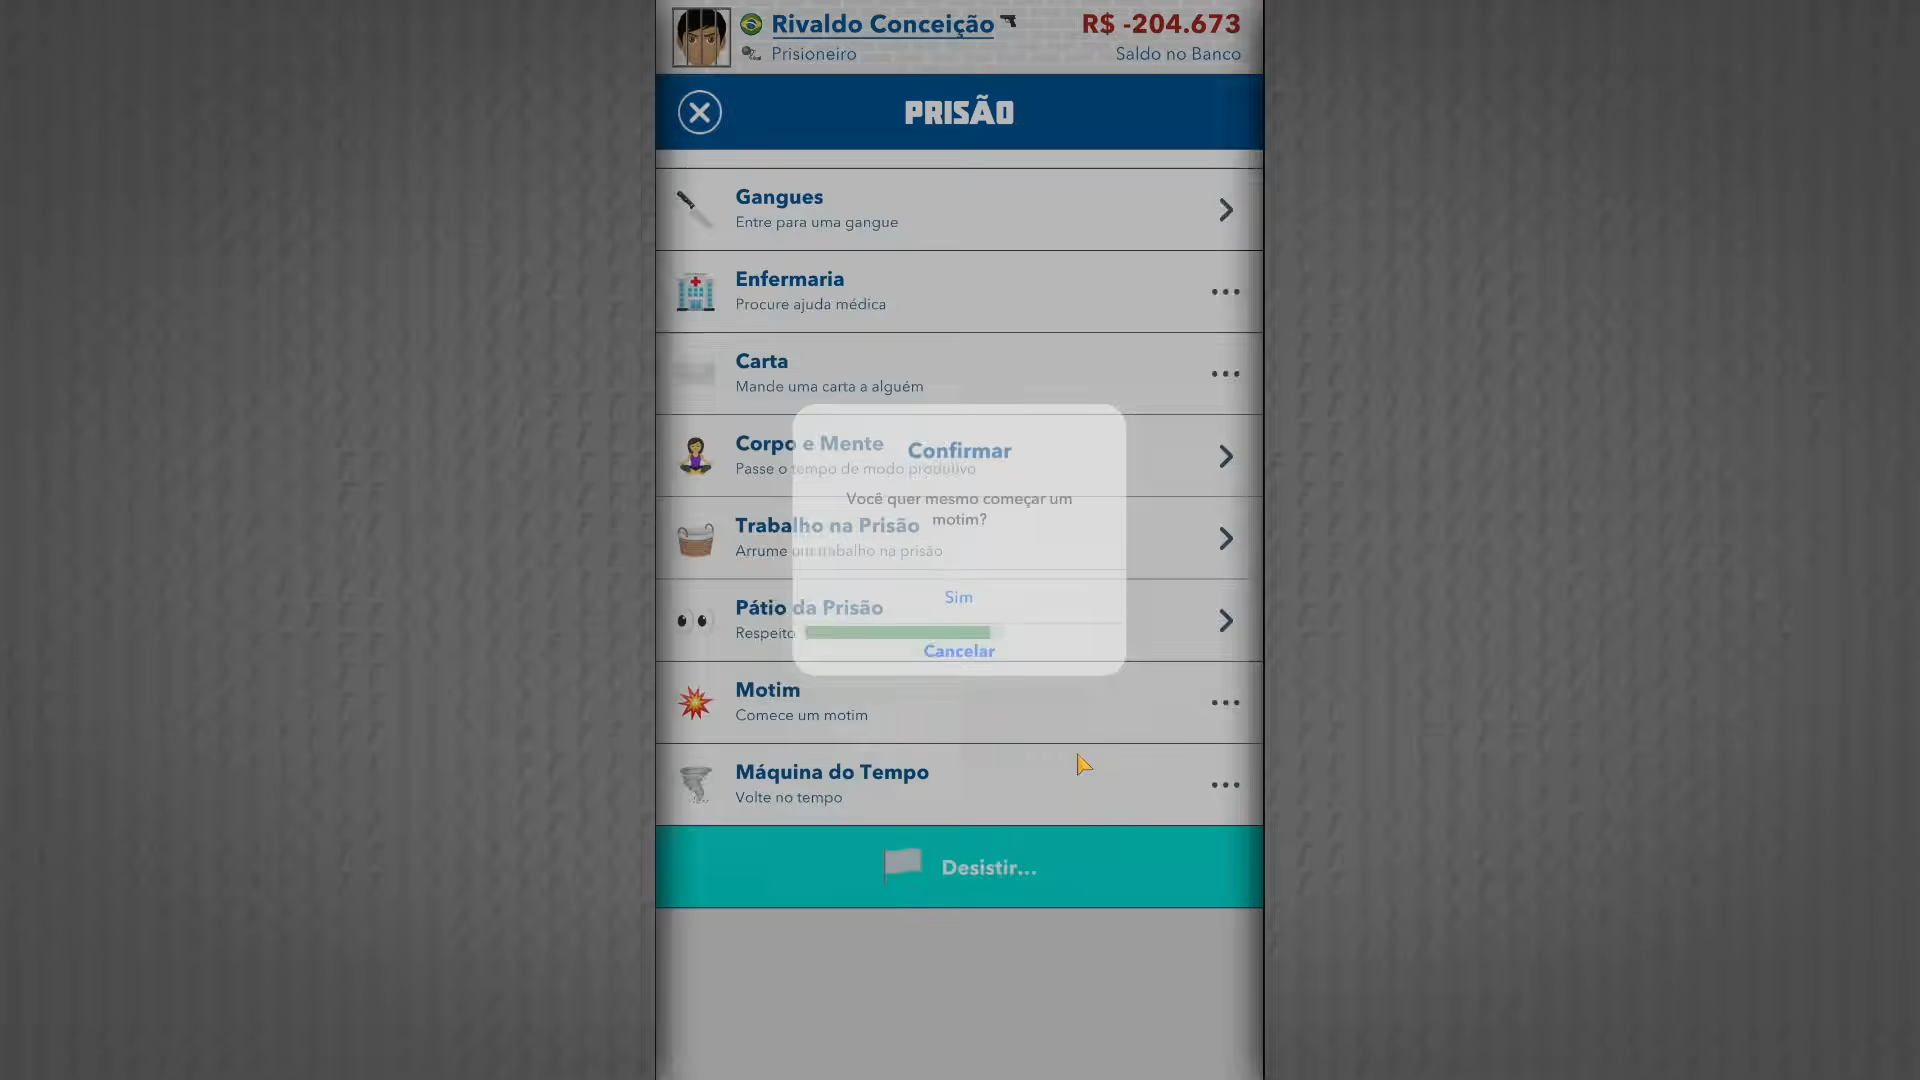 Rivaldo Conceição
R$ -204.673
Prisioneiro
Saldo no Banco
PRISÃO
Gangues
Entre para uma gangue
Enfermaria
Procure ajuda médica
Carta
Mande uma carta a alguém
Corpo e Mente
Passe o tempo de modo produtivo
Confirmar
Você quer mesmo começar um
motim?
Sim
Cancelar
Trabalho na Prisão
Arrume um trabalho na prisão
Pátio da Prisão
Respeito
Motim
Comece um motim
Máquina do Tempo
Volte no tempo
Desistir...